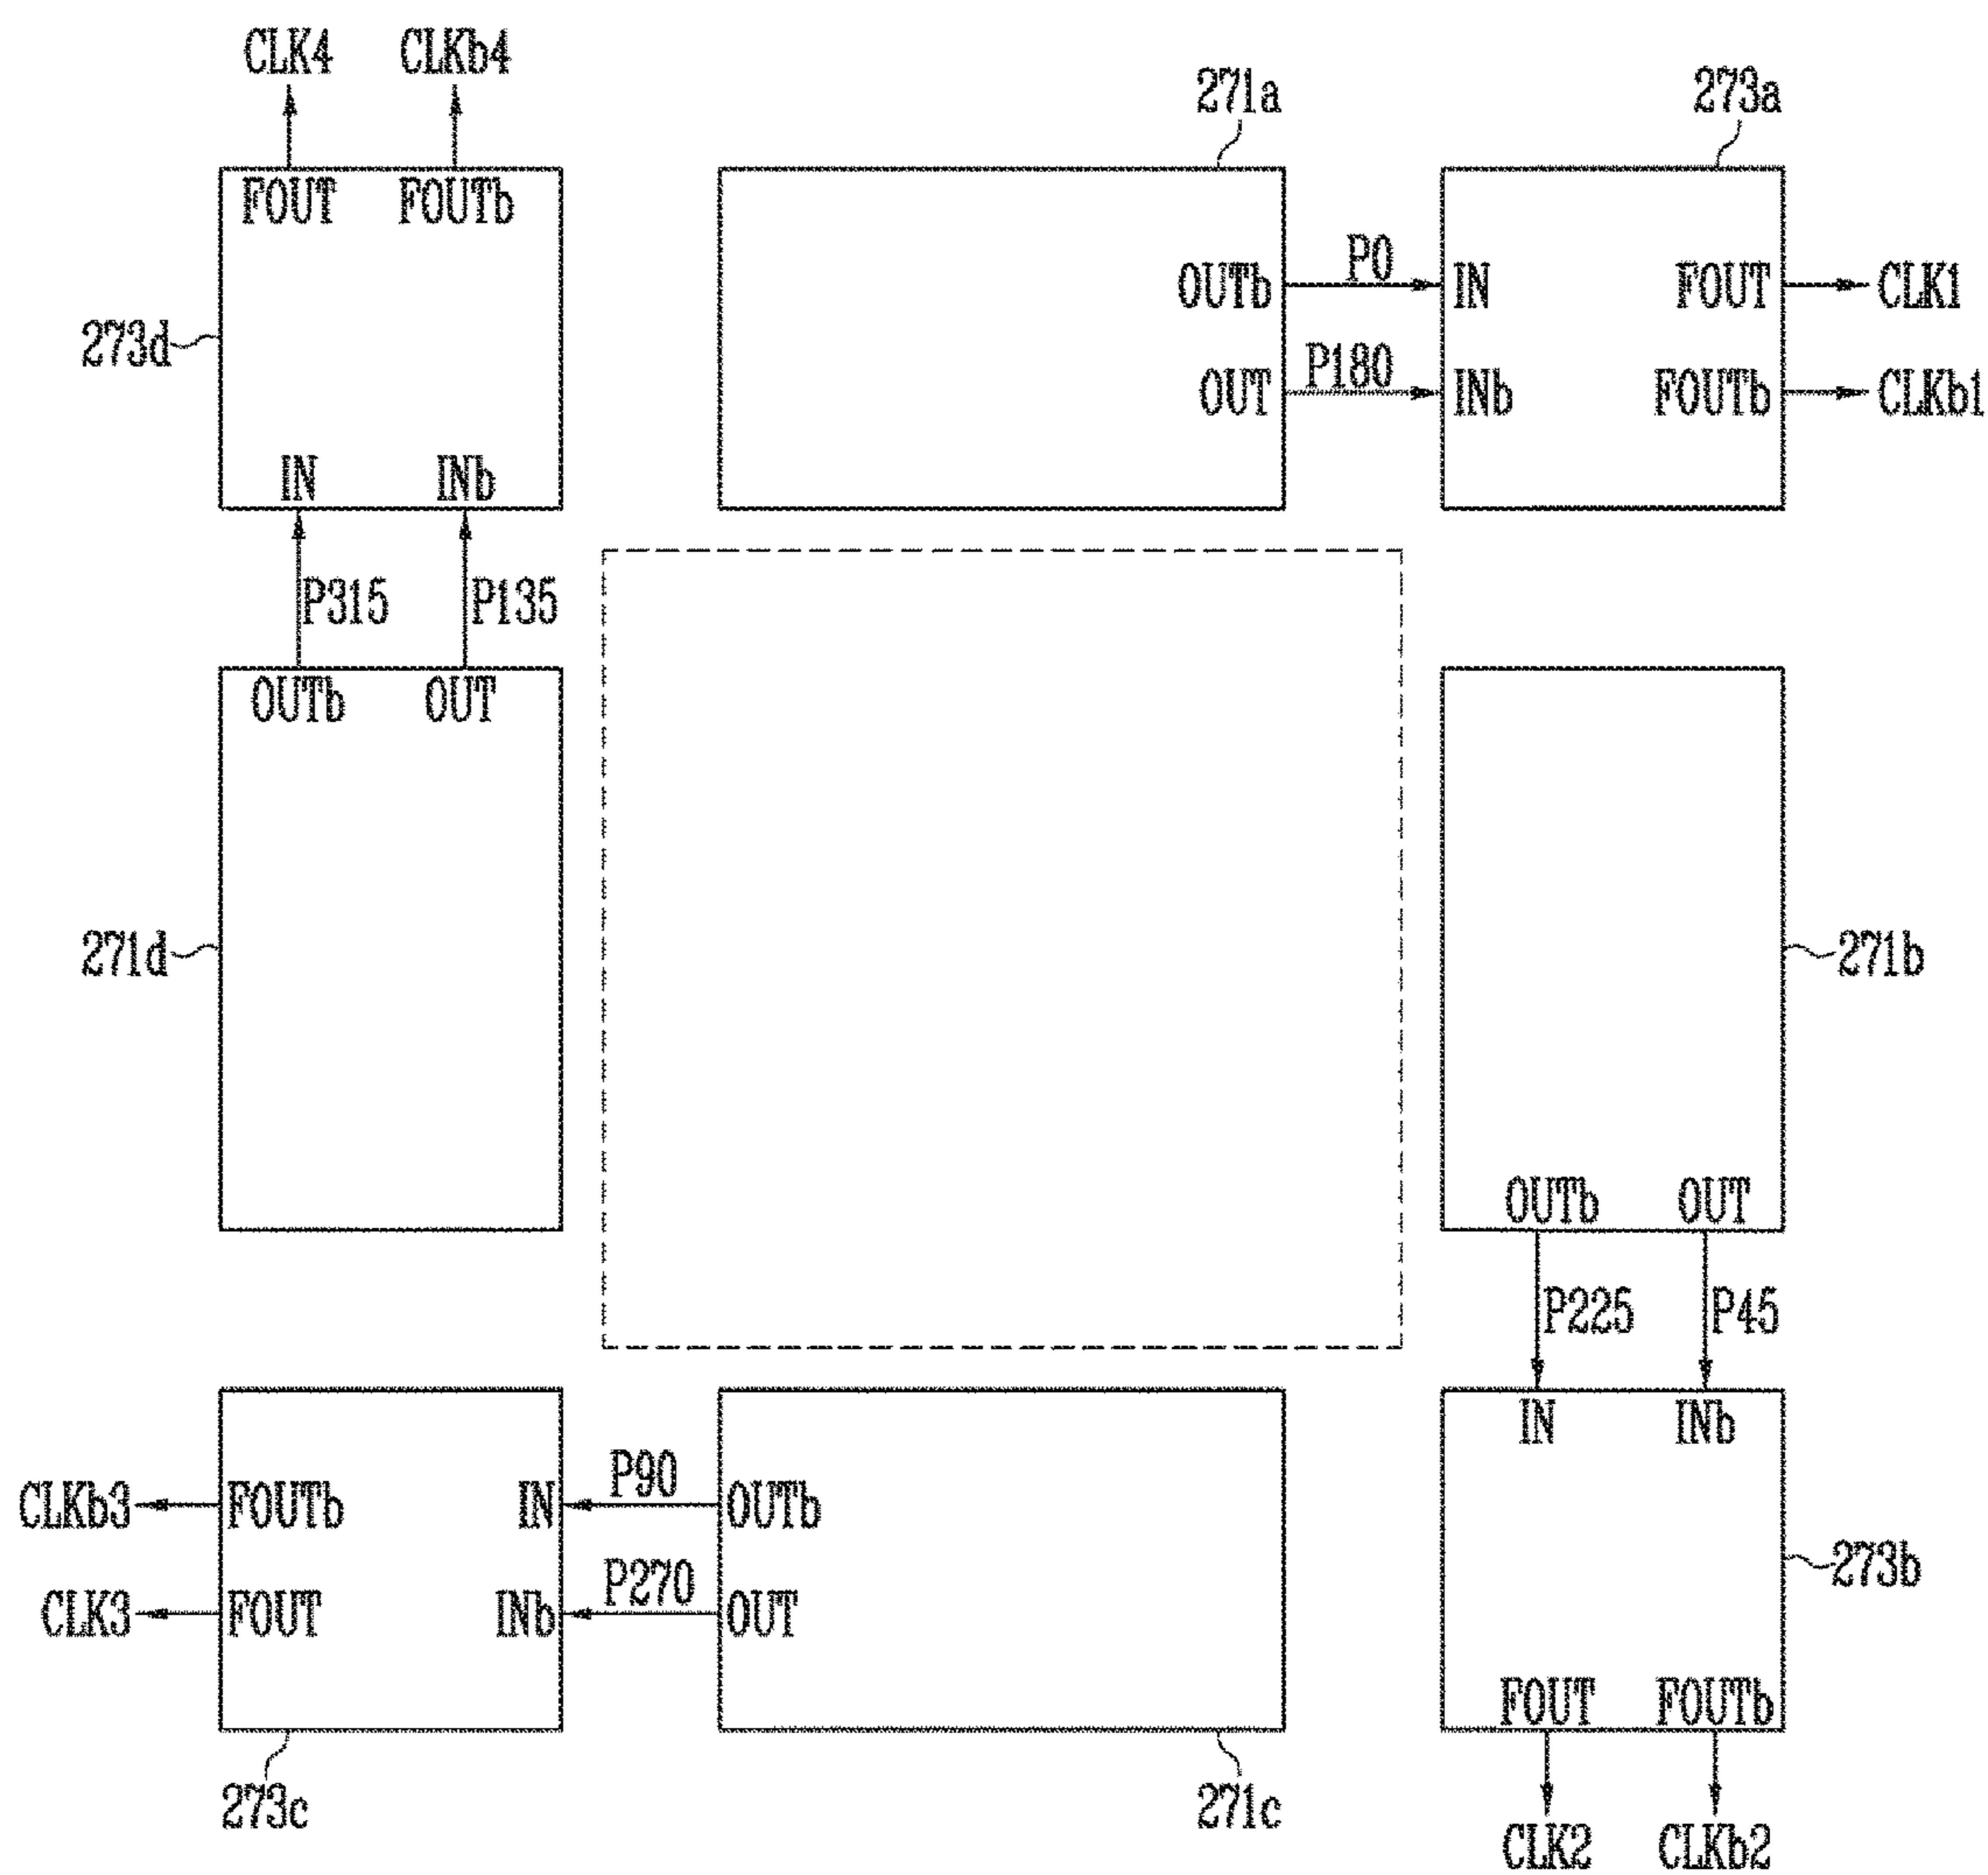 CLK4 CLKb4
271a 273a
FOUT FOUTb
OUTb P0 IN FOUT CLK1
273d
OUT P180 INb FOUTb CLKb1
IN INb
P315 P135
OUTb OUT
271d 271b
OUTb OUT
P225 P45
IN INb
CLKb3 FOUTb IN P90 OUTb
273b
CLK3 FOUT INb P270 OUT
FOUT FOUTb
273c 271c
CLK2 CLKb2